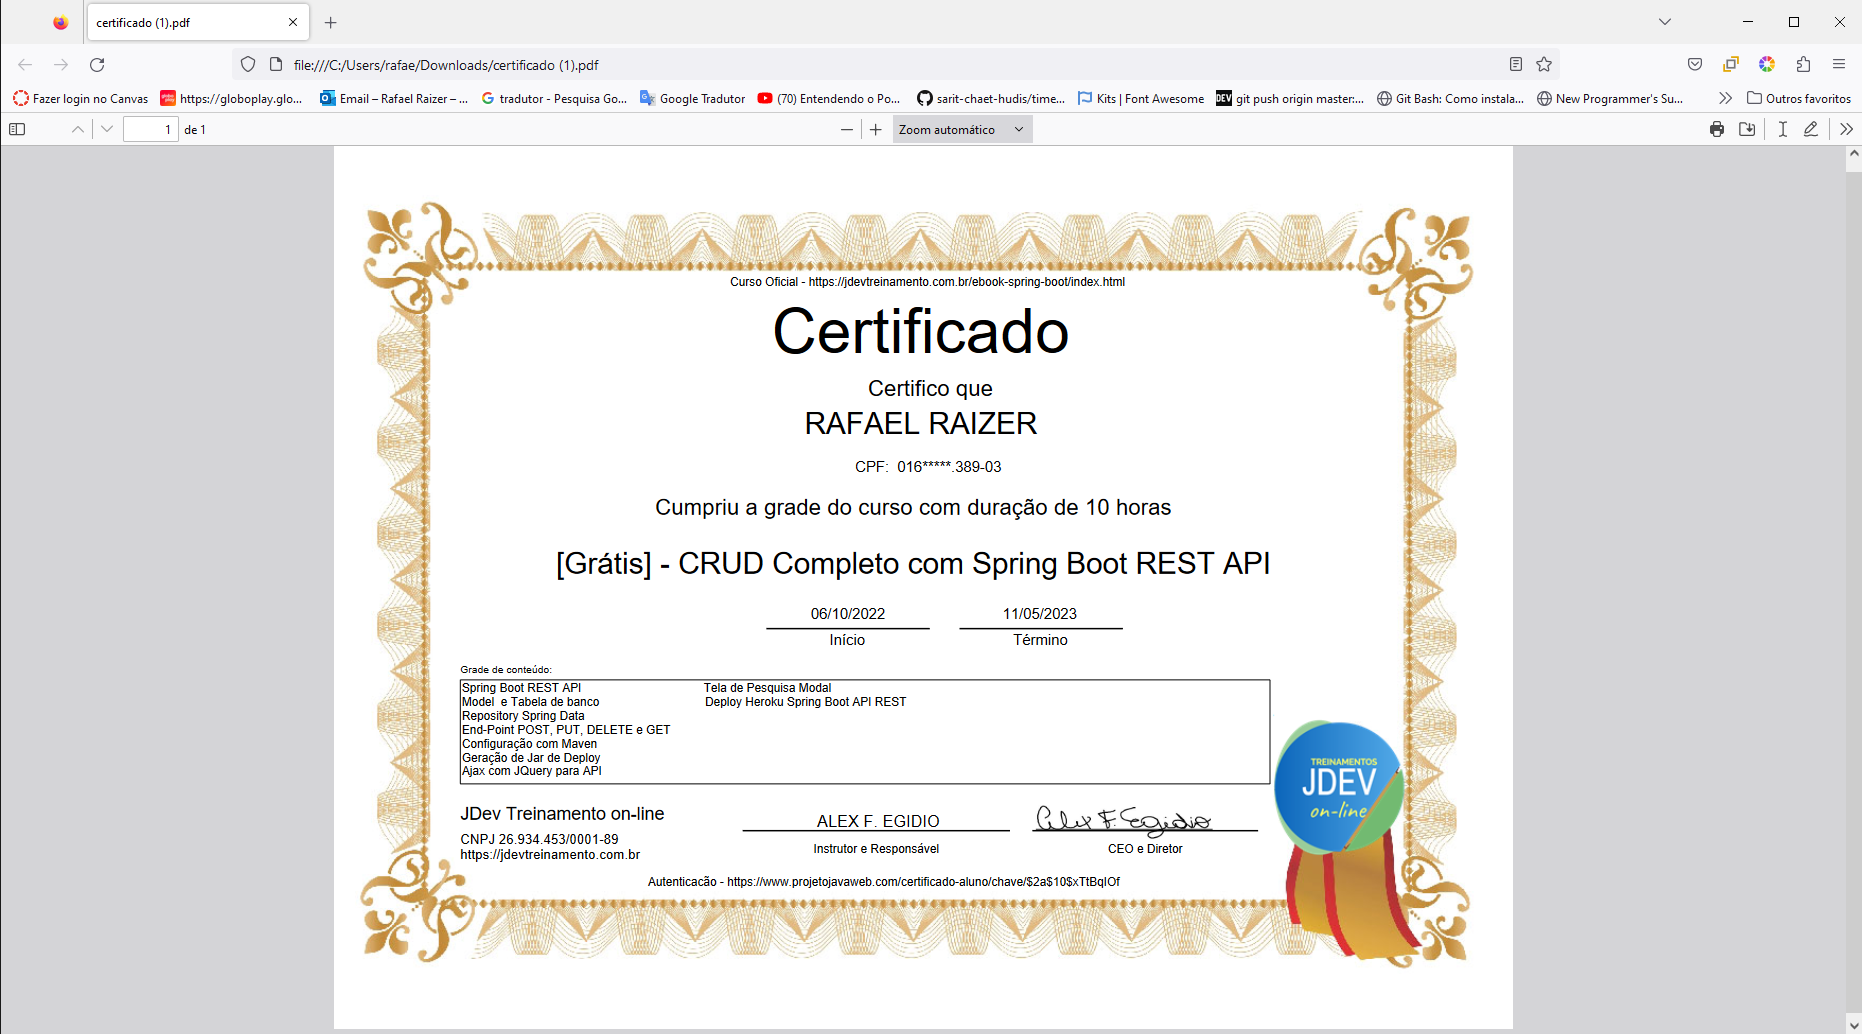 certificado (1).pdf
file:///C:/Users/rafae/Downloads/certificado (1).pdf
Fazer login no Canvas
https://globoplay.glo...
Email – Rafael Raizer – ...
tradutor - Pesquisa Go...
Google Tradutor
(70) Entendendo o Po...
sarit-chaet-hudis/time...
Kits | Font Awesome
DEV git push origin master:...
Git Bash: Como instala...
New Programmer's Su...
Outros favoritos
1 de 1
Zoom automático
Curso Oficial - https://jdevtreinamento.com.br/ebook-spring-boot/index.html
Certificado
Certifico que
RAFAEL RAIZER
CPF: 016*****.389-03
Cumpriu a grade do curso com duração de 10 horas
[Grátis] - CRUD Completo com Spring Boot REST API
06/10/2022
Início
11/05/2023
Término
Grade de conteúdo:
Spring Boot REST API
Model e Tabela de banco
Repository Spring Data
End-Point POST, PUT, DELETE e GET
Configuração com Maven
Geração de Jar de Deploy
Ajax com JQuery para API
Tela de Pesquisa Modal
Deploy Heroku Spring Boot API REST
JDev Treinamento on-line
CNPJ 26.934.453/0001-89
https://jdevtreinamento.com.br
ALEX F. EGIDIO
Instrutor e Responsável
Alex F. Egidio
CEO e Diretor
TREINAMENTOS
JDEV
on-line
Autenticacão - https://www.projetojavaweb.com/certificado-aluno/chave/$2a$10$xTtBqIOf